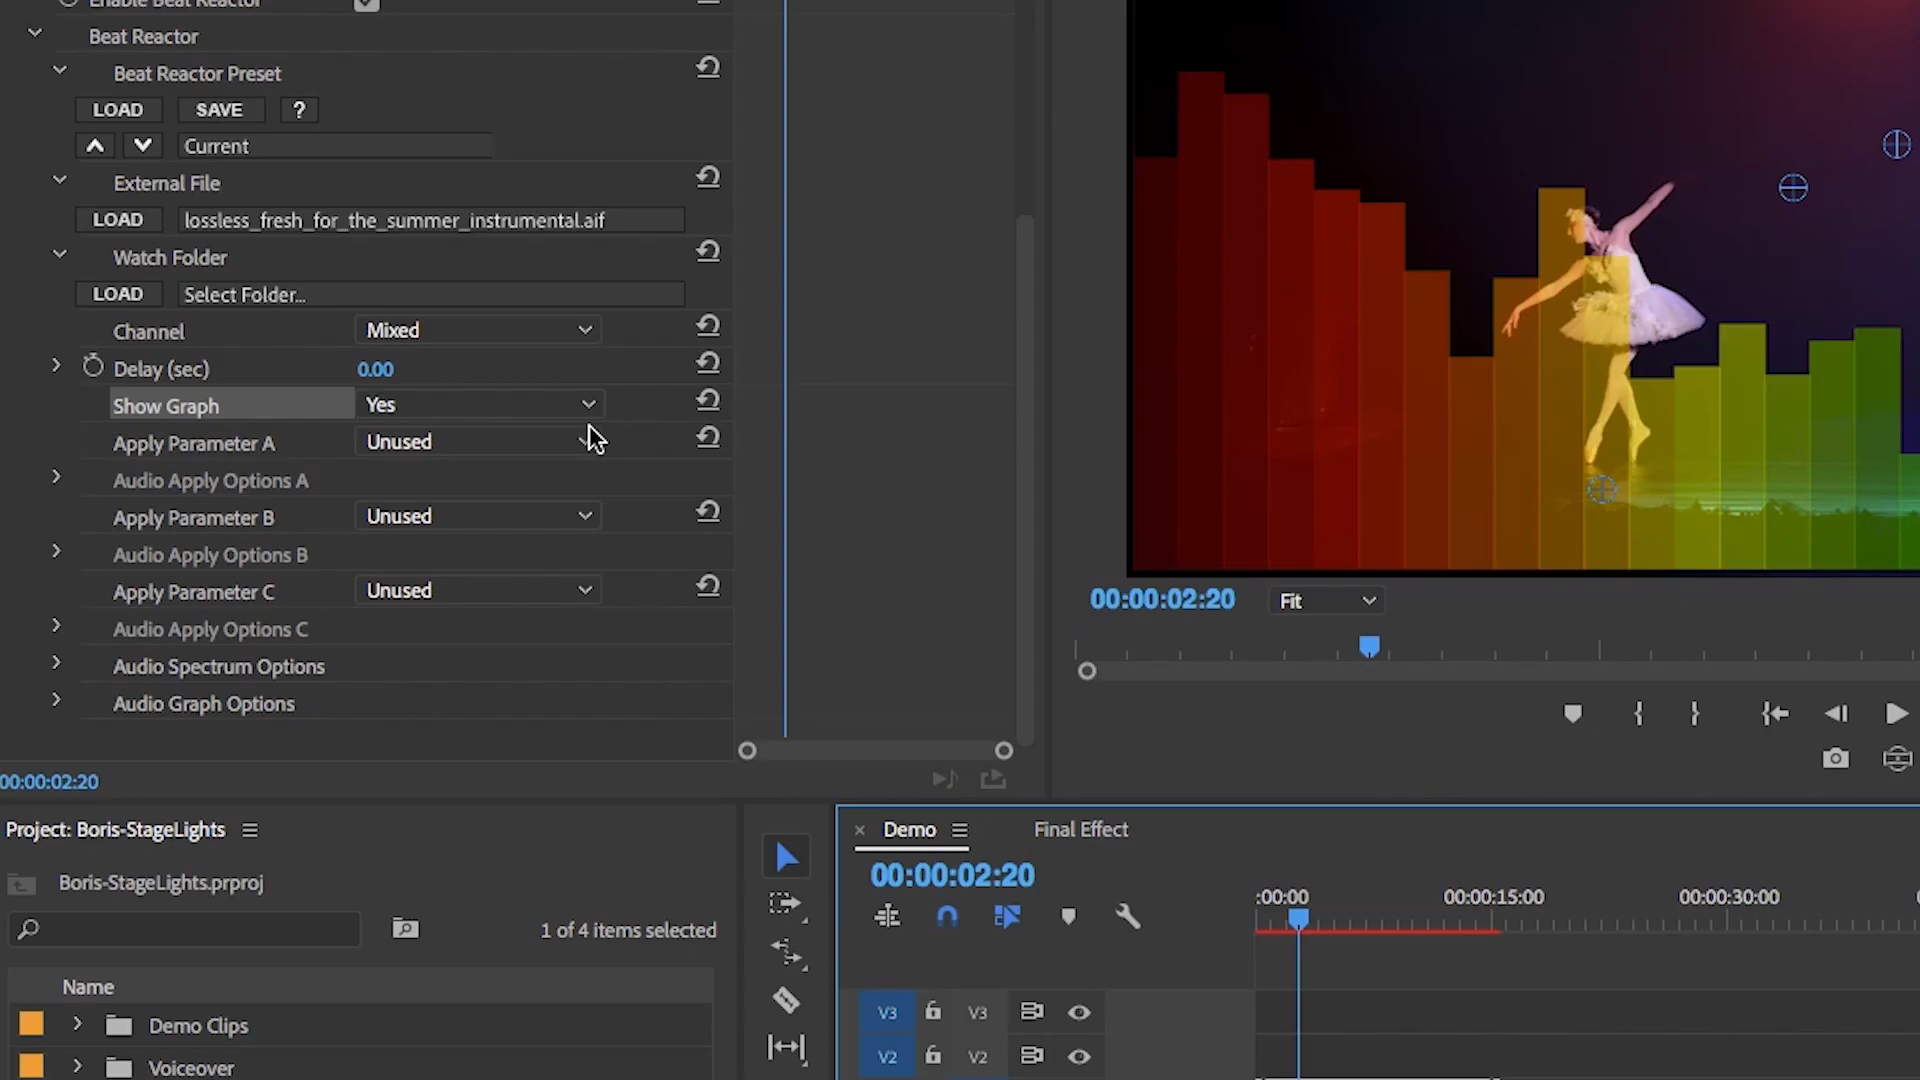 Enable Beat Reactor
Beat Reactor
Beat Reactor Preset
LOAD SAVE ?
Current
External File
LOAD lossless_fresh_for_the_summer_instrumental.aif
Watch Folder
LOAD Select Folder...
Channel Mixed
Delay (sec) 0.00
Show Graph Yes
Apply Parameter A Unused
Audio Apply Options A
Apply Parameter B Unused
Audio Apply Options B
Apply Parameter C Unused
Audio Apply Options C
Audio Spectrum Options
Audio Graph Options
00:00:02:20
00:00:02:20 Fit
Project: Boris-StageLights
Boris-StageLights.prproj
1 of 4 items selected
Name
Demo Clips
Voiceover
Demo Final Effect
00:00:02:20
:00:00 00:00:15:00 00:00:30:00
V3 V3
V2 V2